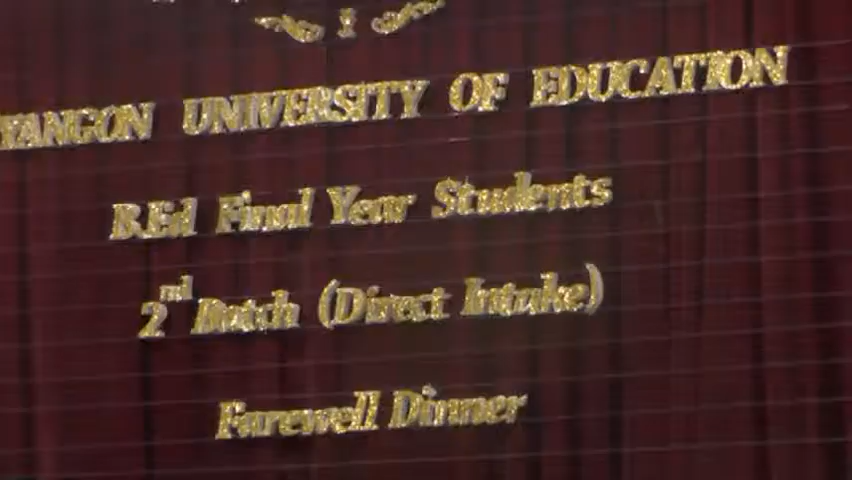 YANGON UNIVERSITY OF EDUCATION
B.Ed Final Year Students
2nd Batch (Direct Intake)
Farewell Dinner